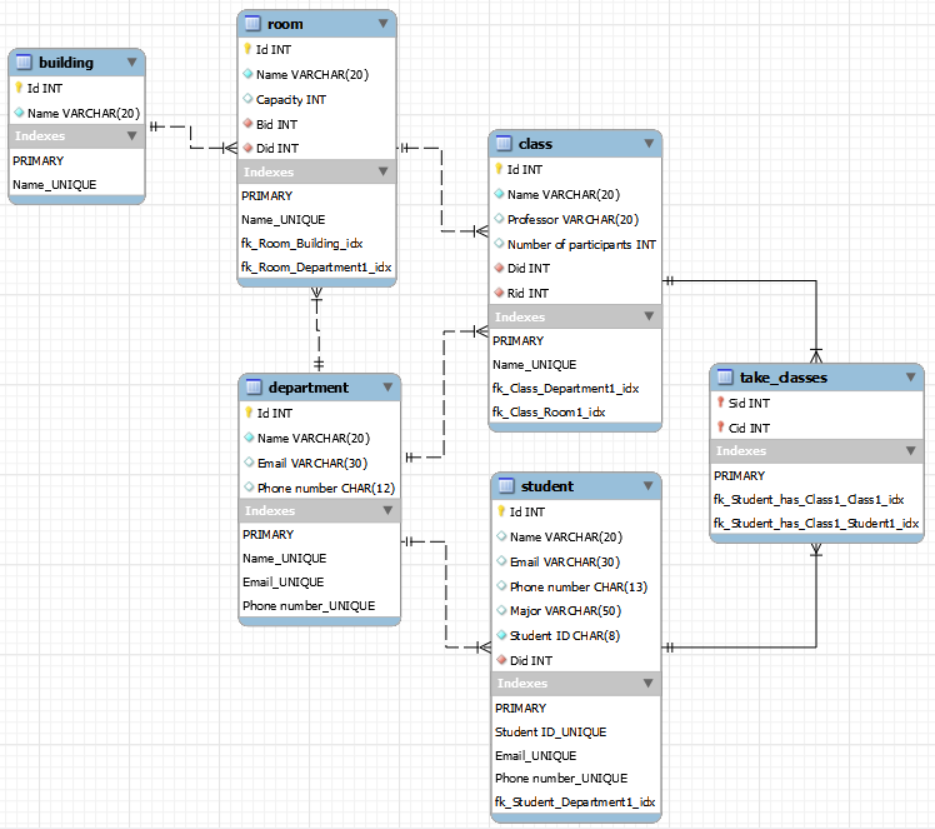 building
Id INT
Name VARCHAR(20)
Indexes
PRIMARY
Name_UNIQUE
room
Id INT
Name VARCHAR(20)
Capacity INT
Bid INT
Did INT
Indexes
PRIMARY
Name_UNIQUE
fk_Room_Building_idx
fk_Room_Department1_idx
class
Id INT
Name VARCHAR(20)
Professor VARCHAR(20)
Number of participants INT
Did INT
Rid INT
Indexes
PRIMARY
Name_UNIQUE
fk_Class_Department1_idx
fk_Class_Room1_idx
department
Id INT
Name VARCHAR(20)
Email VARCHAR(30)
Phone number CHAR(12)
Indexes
PRIMARY
Name_UNIQUE
Email_UNIQUE
Phone number_UNIQUE
student
Id INT
Name VARCHAR(20)
Email VARCHAR(30)
Phone number CHAR(13)
Major VARCHAR(50)
Student ID CHAR(8)
Did INT
Indexes
PRIMARY
Student ID_UNIQUE
Email_UNIQUE
Phone number_UNIQUE
fk_Student_Department1_idx
take_classes
Sid INT
Cid INT
Indexes
PRIMARY
fk_Student_has_Class1_Class1_idx
fk_Student_has_Class1_Student1_idx